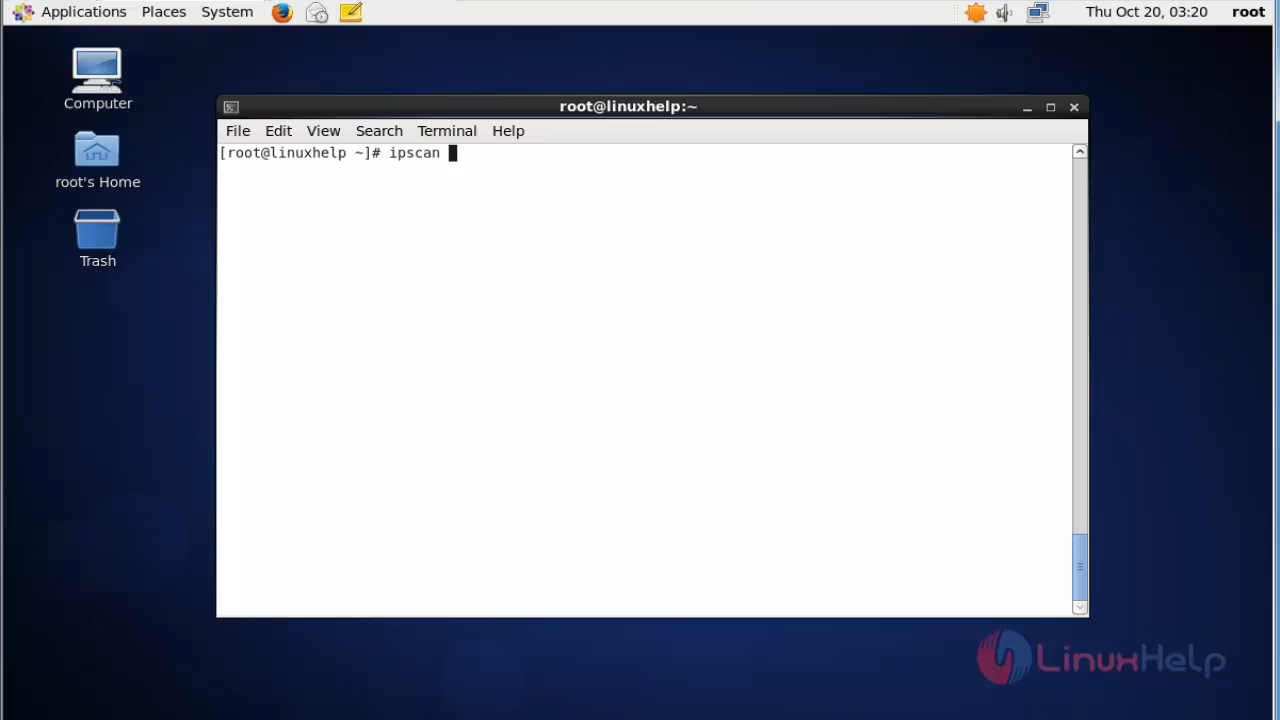 Applications Places System Thu Oct 20, 03:20 root
Computer
root's Home
Trash
root@linuxhelp:~
File Edit View Search Terminal Help
[root@linuxhelp ~]# ipscan
LinuxHelp